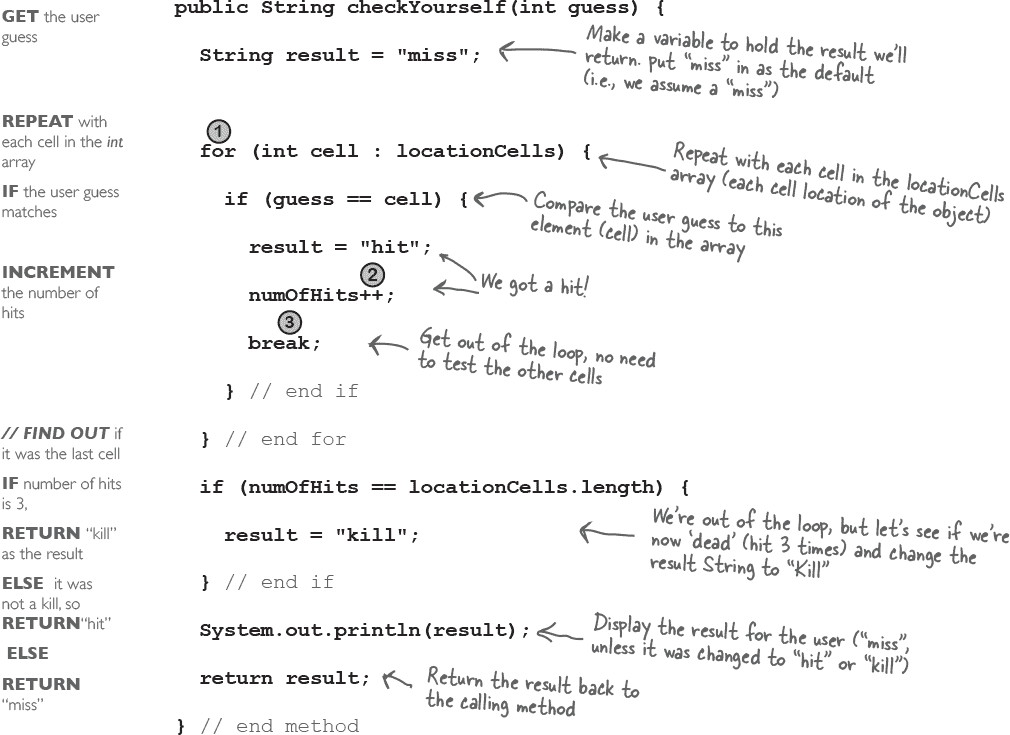 GET the user
guess
public String checkYourself(int guess) {
String result = "miss";
Make a variable to hold the result we'll
return. put “miss” in as the default
(i.e., we assume a “miss”)
REPEAT with
each cell in the int
array
1
for (int cell : locationCells) {
Repeat with each cell in the locationCells
array (each cell location of the object)
IF the user guess
matches
if (guess == cell) {
Compare the user guess to this
element (cell) in the array
result = "hit";
We got a hit!
INCREMENT
the number of
hits
2
numOfHits++;
3
break;
Get out of the loop, no need
to test the other cells
} // end if
// FIND OUT if
it was the last cell
} // end for
IF number of hits
is 3,
if (numOfHits == locationCells.length) {
RETURN “kill”
as the result
result = "kill";
We're out of the loop, but let's see if we're
now ‘dead’ (hit 3 times) and change the
result String to “Kill”
ELSE it was
not a kill, so
RETURN“hit”
} // end if
System.out.println(result);
Display the result for the user (“miss”,
unless it was changed to “hit” or “kill”)
ELSE
RETURN
“miss”
return result;
Return the result back to
the calling method
} // end method